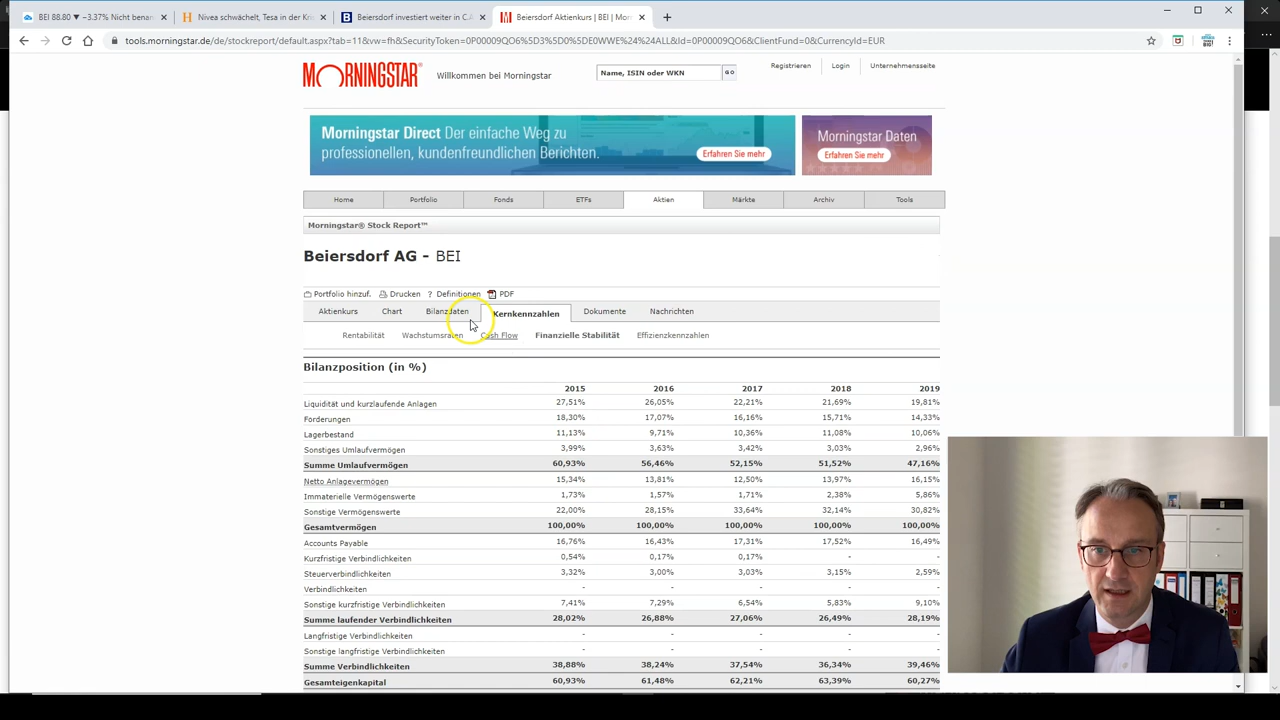 BEI 88.80 ▼ −3.37% Nicht benan
Nivea schwächelt, Tesa in der Kri
Beiersdorf investiert weiter in C.A
Beiersdorf Aktienkurs | BEI | Mor
tools.morningstar.de/de/stockreport/default.aspx?tab=11&vw=fh&SecurityToken=0P00009QO6%5D3%5D0%5DE0WWE%24%24ALL&Id=0P00009QO6&ClientFund=0&CurrencyId=EUR
MORNINGSTAR®
Willkommen bei Morningstar
Name, ISIN oder WKN
GO
Registrieren
Login
Unternehmensseite
Morningstar Direct Der einfache Weg zu
professionellen, kundenfreundlichen Berichten.
Erfahren Sie mehr
Morningstar Daten
Erfahren Sie mehr
Home Portfolio Fonds ETFs Aktien Märkte Archiv Tools
Morningstar® Stock Report™
Beiersdorf AG - BEI
Portfolio hinzuf. Drucken ? Definitionen PDF
Aktienkurs Chart Bilanzdaten Kernkennzahlen Dokumente Nachrichten
Rentabilität Wachstumsraten Cash Flow Finanzielle Stabilität Effizienzkennzahlen
Bilanzposition (in %)
2015 2016 2017 2018 2019
Liquidität und kurzlaufende Anlagen 27,51% 26,05% 22,21% 21,69% 19,81%
Forderungen 18,30% 17,07% 16,16% 15,71% 14,33%
Lagerbestand 11,13% 9,71% 10,36% 11,08% 10,06%
Sonstiges Umlaufvermögen 3,99% 3,63% 3,42% 3,03% 2,96%
Summe Umlaufvermögen 60,93% 56,46% 52,15% 51,52% 47,16%
Netto Anlagevermögen 15,34% 13,81% 12,50% 13,97% 16,15%
Immaterielle Vermögenswerte 1,73% 1,57% 1,71% 2,38% 5,86%
Sonstige Vermögenswerte 22,00% 28,15% 33,64% 32,14% 30,82%
Gesamtvermögen 100,00% 100,00% 100,00% 100,00% 100,00%
Accounts Payable 16,76% 16,43% 17,31% 17,52% 16,49%
Kurzfristige Verbindlichkeiten 0,54% 0,17% 0,17% - -
Steuerverbindlichkeiten 3,32% 3,00% 3,03% 3,15% 2,59%
Verbindlichkeiten - - - - -
Sonstige kurzfristige Verbindlichkeiten 7,41% 7,29% 6,54% 5,83% 9,10%
Summe laufender Verbindlichkeiten 28,02% 26,88% 27,06% 26,49% 28,19%
Langfristige Verbindlichkeiten - - - - -
Sonstige langfristige Verbindlichkeiten - - - - -
Summe Verbindlichkeiten 38,88% 38,24% 37,54% 36,34% 39,46%
Gesamteigenkapital 60,93% 61,48% 62,21% 63,39% 60,27%